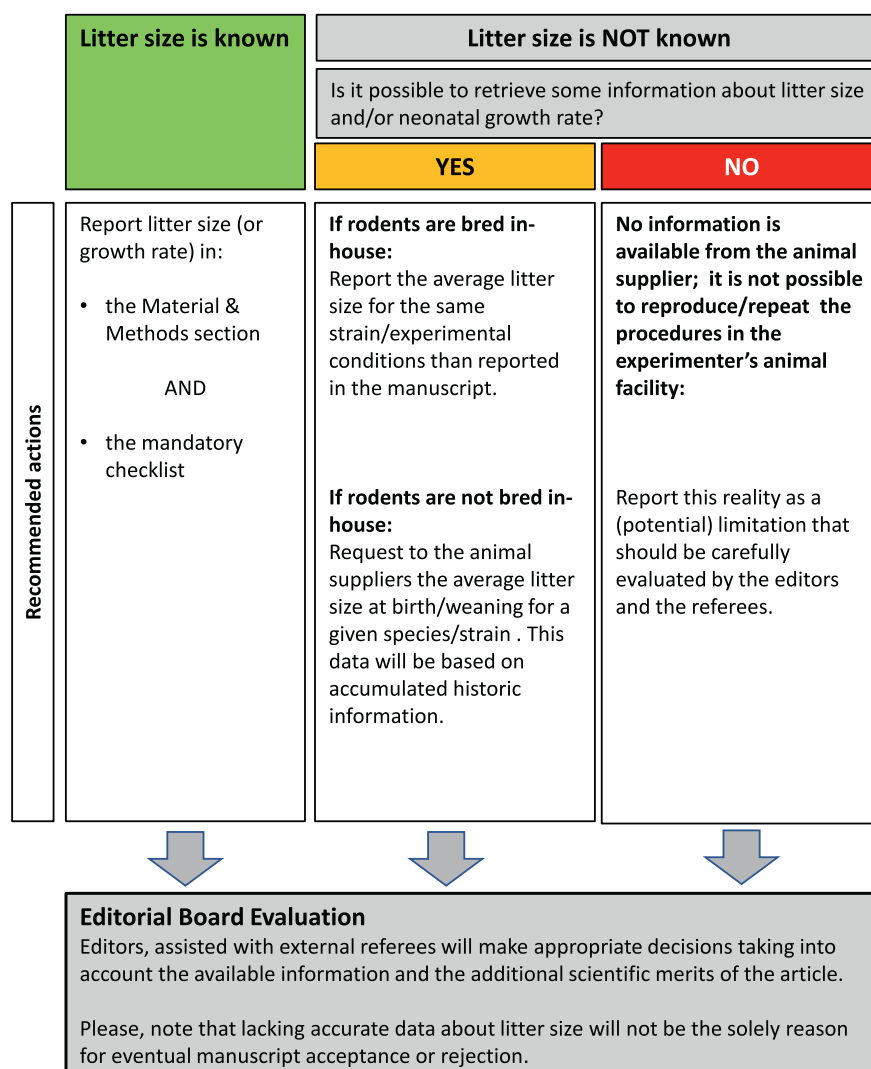 Litter size is known
Litter size is NOT known
Is it possible to retrieve some information about litter size
and/or neonatal growth rate?
YES
NO
Recommended actions
Report litter size (or
growth rate) in:
• the Material &
Methods section
AND
• the mandatory
checklist
If rodents are bred in-
house:
Report the average litter
size for the same
strain/experimental
conditions than reported
in the manuscript.
If rodents are not bred in-
house:
Request to the animal
suppliers the average litter
size at birth/weaning for a
given species/strain . This
data will be based on
accumulated historic
information.
No information is
available from the animal
supplier;  it is not possible
to reproduce/repeat  the
procedures in the
experimenter’s animal
facility:
Report this reality as a
(potential) limitation that
should be carefully
evaluated by the editors
and the referees.
Editorial Board Evaluation
Editors, assisted with external referees will make appropriate decisions taking into
account the available information and the additional scientific merits of the article.
Please, note that lacking accurate data about litter size will not be the solely reason
for eventual manuscript acceptance or rejection.